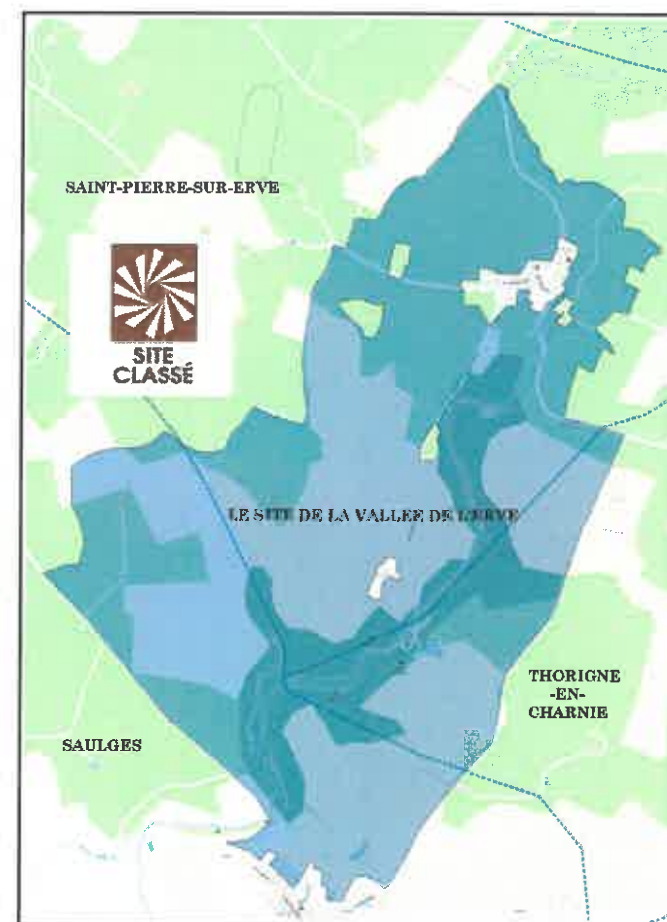 SAINT-PIERRE-SUR-ERVE
SITE
CLASSÉ
LE SITE DE LA VALLEE DE L'ERVE
THORIGNE
-EN-
CHARNIE
SAULGES